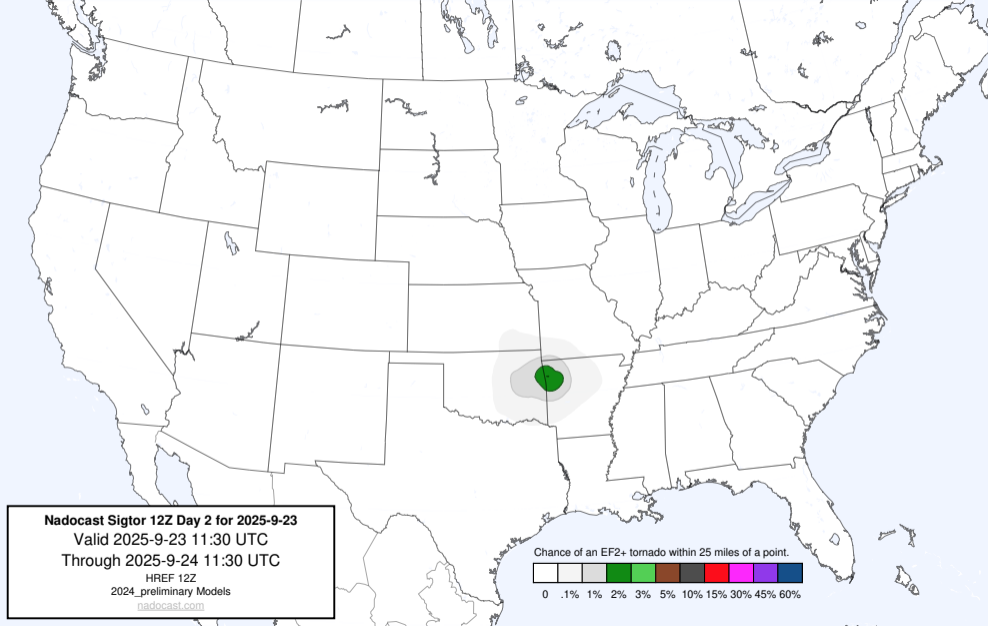 Nadocast Sigtor 12Z Day 2 for 2025-9-23
Valid 2025-9-23 11:30 UTC
Through 2025-9-24 11:30 UTC
HREF 12Z
2024_preliminary Models
nadocast.com
Chance of an EF2+ tornado within 25 miles of a point.
0 .1% 1% 2% 3% 5% 10% 15% 30% 45% 60%